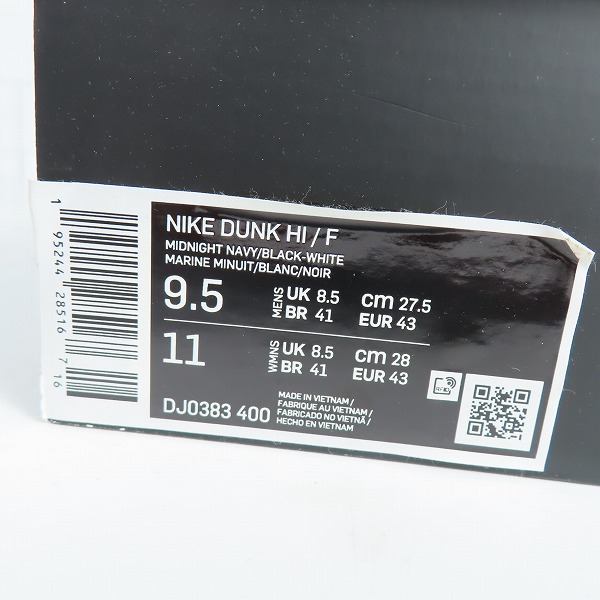 NIKE DUNK HI / F
MIDNIGHT NAVY/BLACK-WHITE
MARINE MINUIT/BLANC/NOIR
9.5 MENS UK 8.5 cm 27.5
BR 41 EUR 43
11 WMNS UK 8.5 cm 28
BR 41 EUR 43
DJ0383 400
MADE IN VIETNAM /
FABRIQUE AU VIETNAM /
FABRICADO NO VIETNÃ /
HECHO EN VIETNAM
RFID
1 95244 28516 7 16